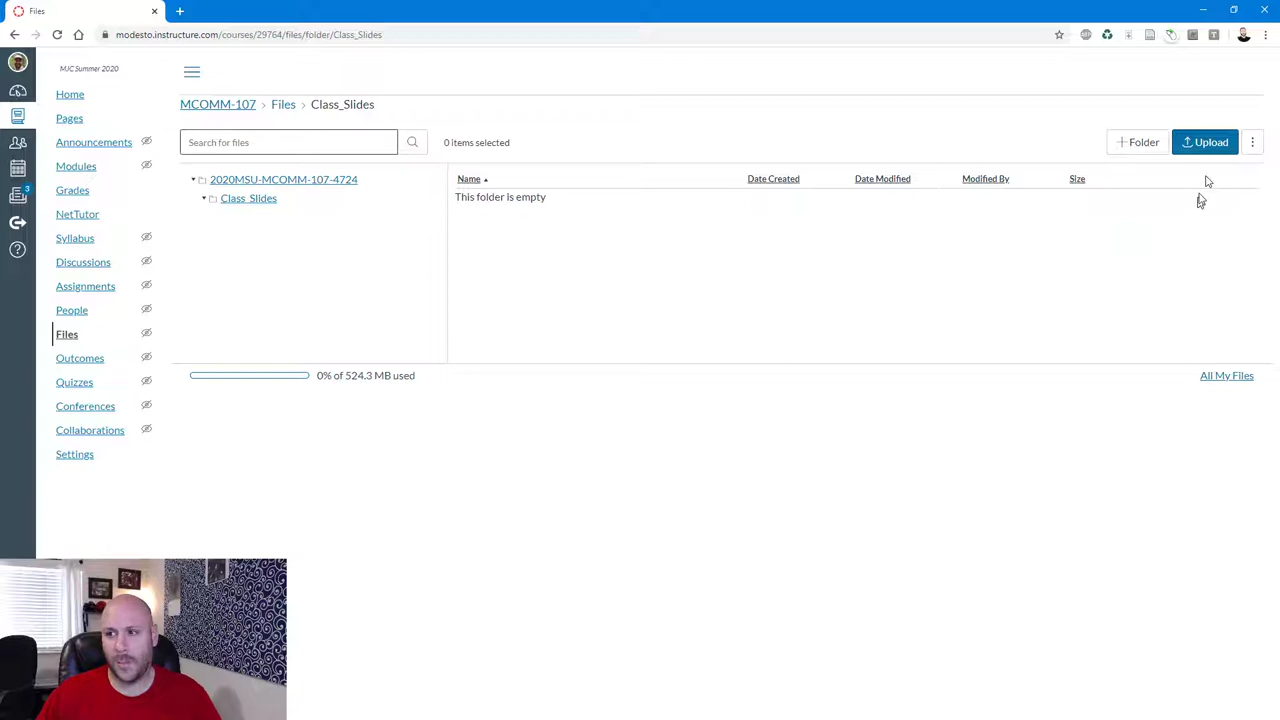 Files
modesto.instructure.com/courses/29764/files/folder/Class_Slides
MJC Summer 2020
Home
Pages
Announcements
Modules
Grades
NetTutor
Syllabus
Discussions
Assignments
People
Files
Outcomes
Quizzes
Conferences
Collaborations
Settings
3
MCOMM-107 › Files › Class_Slides
Search for files
0 items selected
+ Folder
Upload
2020MSU-MCOMM-107-4724
Class_Slides
Name
Date Created
Date Modified
Modified By
Size
This folder is empty
0% of 524.3 MB used
All My Files